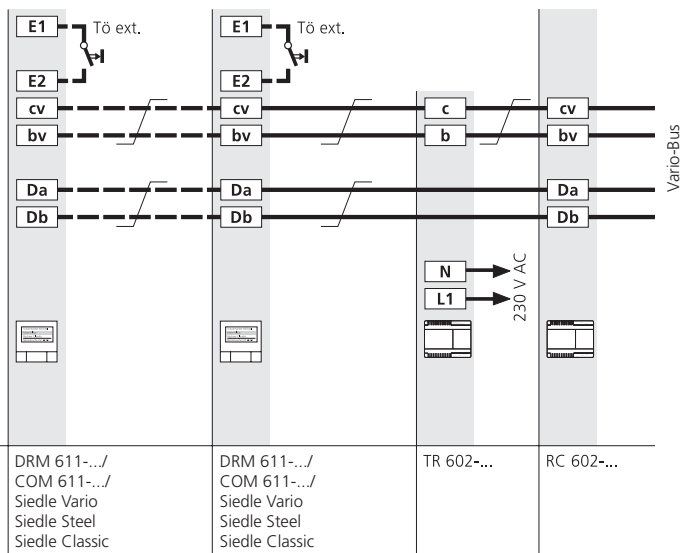 E1
Tö ext.
E1
Tö ext.
E2
E2
cv
cv
c
cv
bv
bv
b
bv
Vario-Bus
Da
Da
Da
Db
Db
Db
N
L1
230 V AC
DRM 611-.../
COM 611-.../
Siedle Vario
Siedle Steel
Siedle Classic
DRM 611-.../
COM 611-.../
Siedle Vario
Siedle Steel
Siedle Classic
TR 602-...
RC 602-...